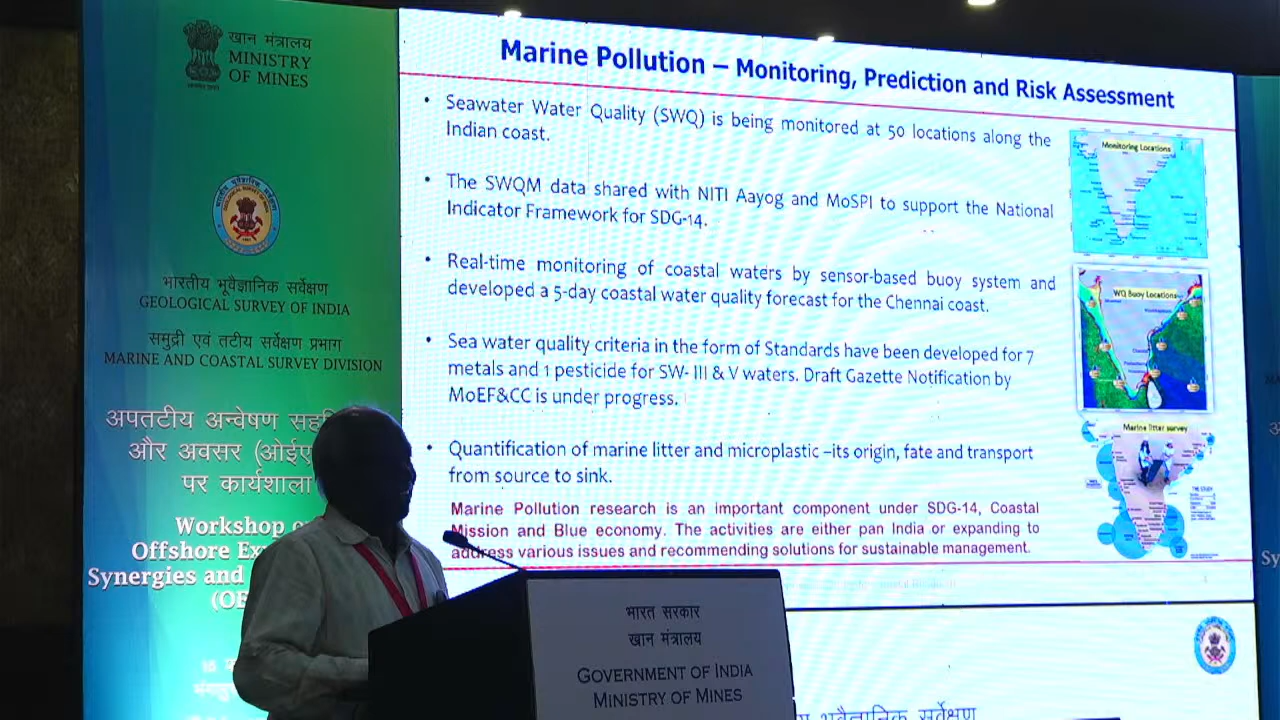 खान मंत्रालय
MINISTRY
OF MINES
भारतीय भूवैज्ञानिक सर्वेक्षण
GEOLOGICAL SURVEY OF INDIA
समुद्री एवं तटीय सर्वेक्षण प्रभाग
MARINE AND COASTAL SURVEY DIVISION
अपतटीय अन्वेषण
और अवसर
पर कार्यशाला
Workshop
Offshore
Synergies and
Marine Pollution – Monitoring, Prediction and Risk Assessment
• Seawater Water Quality (SWQ) is being monitored at 50 locations along the
Indian coast.
• The SWQM data shared with NITI Aayog and MoSPI to support the National
Indicator Framework for SDG-14.
• Real-time monitoring of coastal waters by sensor-based buoy system and
developed a 5-day coastal water quality forecast for the Chennai coast.
• Sea water quality criteria in the form of Standards have been developed for 7
metals and 1 pesticide for SW- III & V waters. Draft Gazette Notification by
MoEF&CC is under progress.
• Quantification of marine litter and microplastic –its origin, fate and transport
from source to sink.
Marine Pollution research is an important component under SDG-14, Coastal
Mission and Blue economy. The activities are either pan India or expanding to
address various issues and recommending solutions for sustainable management.
Monitoring Locations
WQ Buoy Locations
Marine litter survey
भारत सरकार
खान मंत्रालय
GOVERNMENT OF INDIA
MINISTRY OF MINES
भूवैज्ञानिक सर्वेक्षण